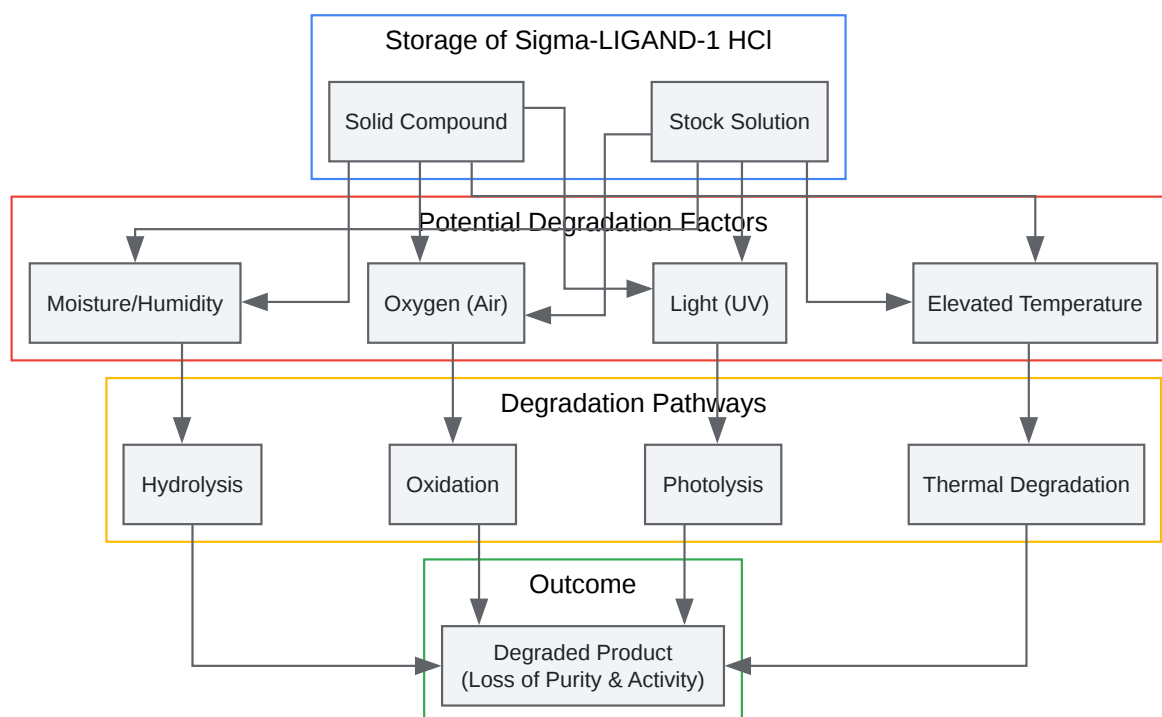 Storage of Sigma-LIGAND-1 HCl
Solid Compound
Stock Solution
Potential Degradation Factors
Moisture/Humidity
Oxygen (Air)
Light (UV)
Elevated Temperature
Degradation Pathways
Hydrolysis
Oxidation
Photolysis
Thermal Degradation
Outcome
Degraded Product
(Loss of Purity & Activity)